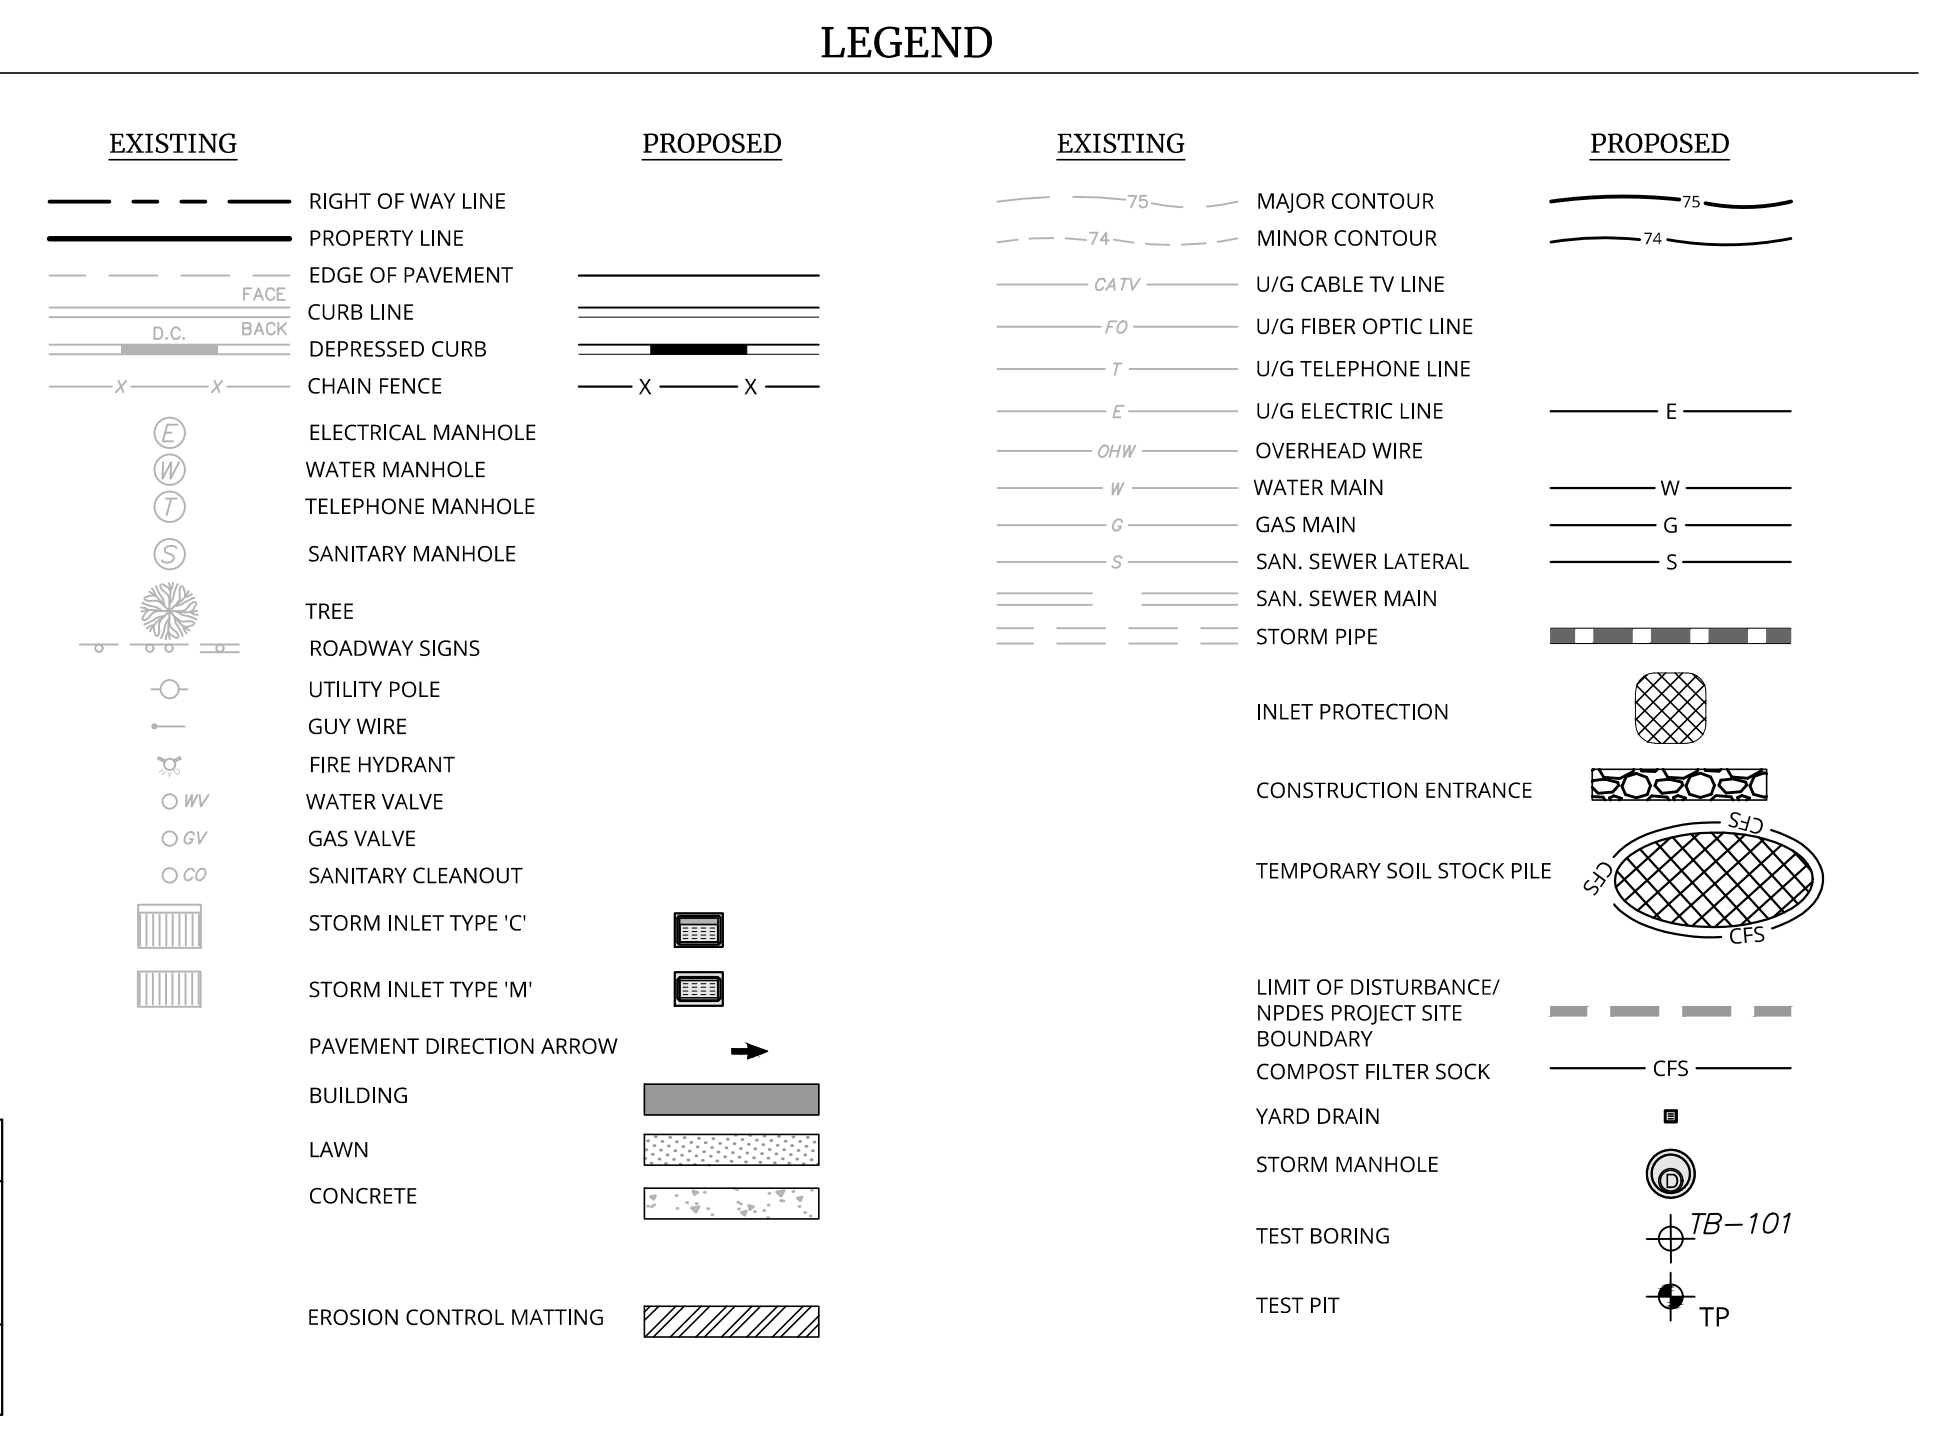 LEGEND
EXISTING
PROPOSED
RIGHT OF WAY LINE
PROPERTY LINE
EDGE OF PAVEMENT
FACE
CURB LINE
D.C.
BACK
DEPRESSED CURB
X X CHAIN FENCE X X
E ELECTRICAL MANHOLE
W WATER MANHOLE
T TELEPHONE MANHOLE
S SANITARY MANHOLE
TREE
ROADWAY SIGNS
UTILITY POLE
GUY WIRE
FIRE HYDRANT
WV WATER VALVE
GV GAS VALVE
CO SANITARY CLEANOUT
STORM INLET TYPE 'C'
STORM INLET TYPE 'M'
PAVEMENT DIRECTION ARROW
BUILDING
LAWN
CONCRETE
EROSION CONTROL MATTING
EXISTING
PROPOSED
75 MAJOR CONTOUR 75
74 MINOR CONTOUR 74
CATV U/G CABLE TV LINE
FO U/G FIBER OPTIC LINE
T U/G TELEPHONE LINE
E U/G ELECTRIC LINE E
OHW OVERHEAD WIRE
W WATER MAIN W
G GAS MAIN G
S SAN. SEWER LATERAL S
SAN. SEWER MAIN
STORM PIPE
INLET PROTECTION
CONSTRUCTION ENTRANCE
CFS
TEMPORARY SOIL STOCK PILE CFS
CFS
LIMIT OF DISTURBANCE/
NPDES PROJECT SITE
BOUNDARY
COMPOST FILTER SOCK CFS
YARD DRAIN
STORM MANHOLE D
TEST BORING TB-101
TEST PIT TP